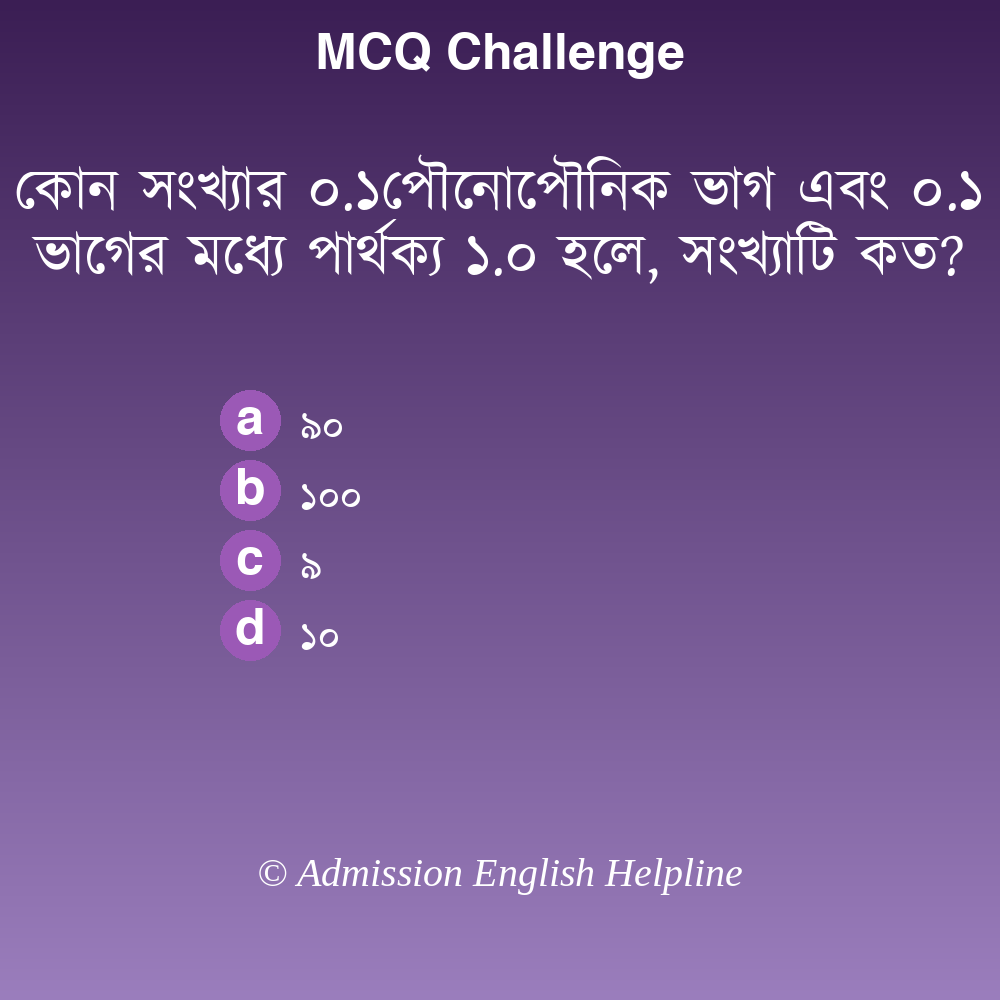 MCQ Challenge
কোন সংখ্যার ০.১পৌনোপৌনিক ভাগ এবং ০.১
ভাগের মধ্যে পার্থক্য ১.০ হলে, সংখ্যাটি কত?
a ৯০
b ১০০
c ৯
d ১০
© Admission English Helpline